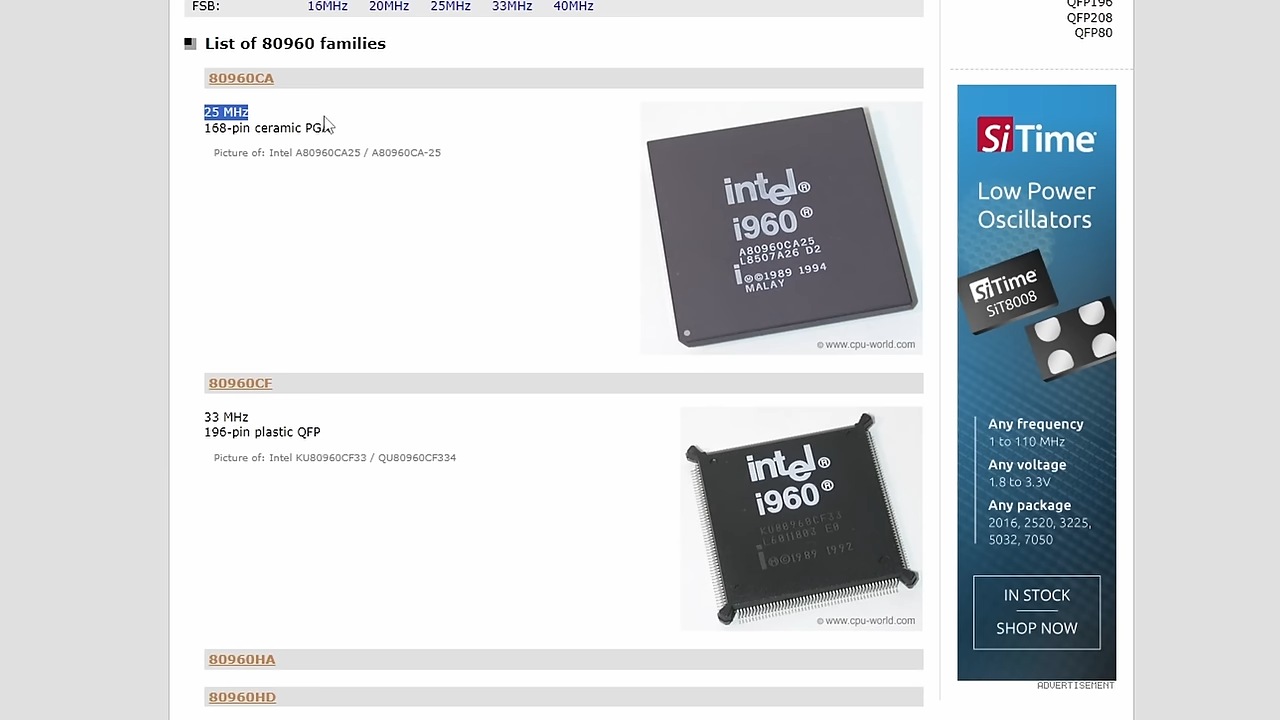 FSB: 16MHz 20MHz 25MHz 33MHz 40MHz
QFP196
QFP208
QFP80
List of 80960 families
80960CA
25 MHz
168-pin ceramic PGA
Picture of: Intel A80960CA25 / A80960CA-25
intel®
i960®
A80960CA25
L8507A26 D2
i Ⓜ©1989 1994
MALAY
© www.cpu-world.com
80960CF
33 MHz
196-pin plastic QFP
Picture of: Intel KU80960CF33 / QU80960CF334
intel®
i960®
KU80960CF33
L6011803 E0
i Ⓜ©1989 1992
© www.cpu-world.com
80960HA
80960HD
SiTime
Low Power
Oscillators
SiTime
SiT8008
Any frequency
1 to 110 MHz
Any voltage
1.8 to 3.3V
Any package
2016, 2520, 3225,
5032, 7050
IN STOCK
SHOP NOW
ADVERTISEMENT